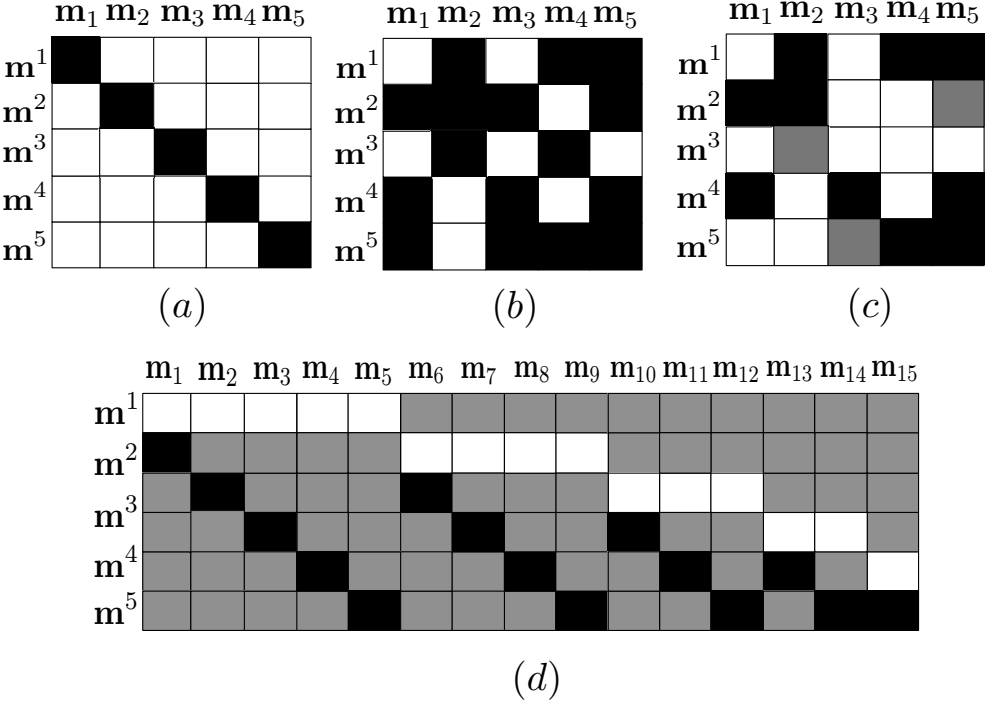 m₁ m₂ m₃ m₄ m₅
m¹
m²
m³
m⁴
m⁵
(a)
m₁ m₂ m₃ m₄ m₅
m¹
m²
m³
m⁴
m⁵
(b)
m₁ m₂ m₃ m₄ m₅
m¹
m²
m³
m⁴
m⁵
(c)
m₁ m₂ m₃ m₄ m₅ m₆ m₇ m₈ m₉ m₁₀ m₁₁ m₁₂ m₁₃ m₁₄ m₁₅
m¹
m²
m³
m⁴
m⁵
(d)